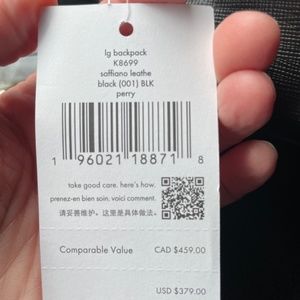 lg backpack
K8699
saffiano leathe
black (001) BLK
perry
1 96021 18871 8
take good care. here's how.
prenez-en bien soin. voici comment.
请妥善维护。这里是具体做法。
Comparable Value CAD $459.00
USD $379.00